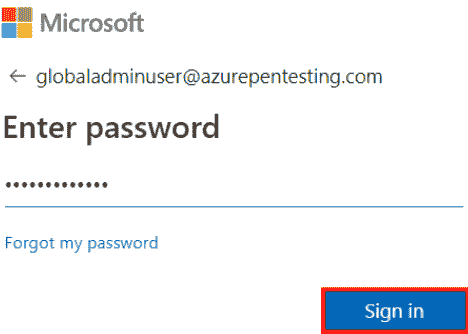 Microsoft
← globaladminuser@azurepentesting.com
Enter password
•••••••••••••
Forgot my password
Sign in